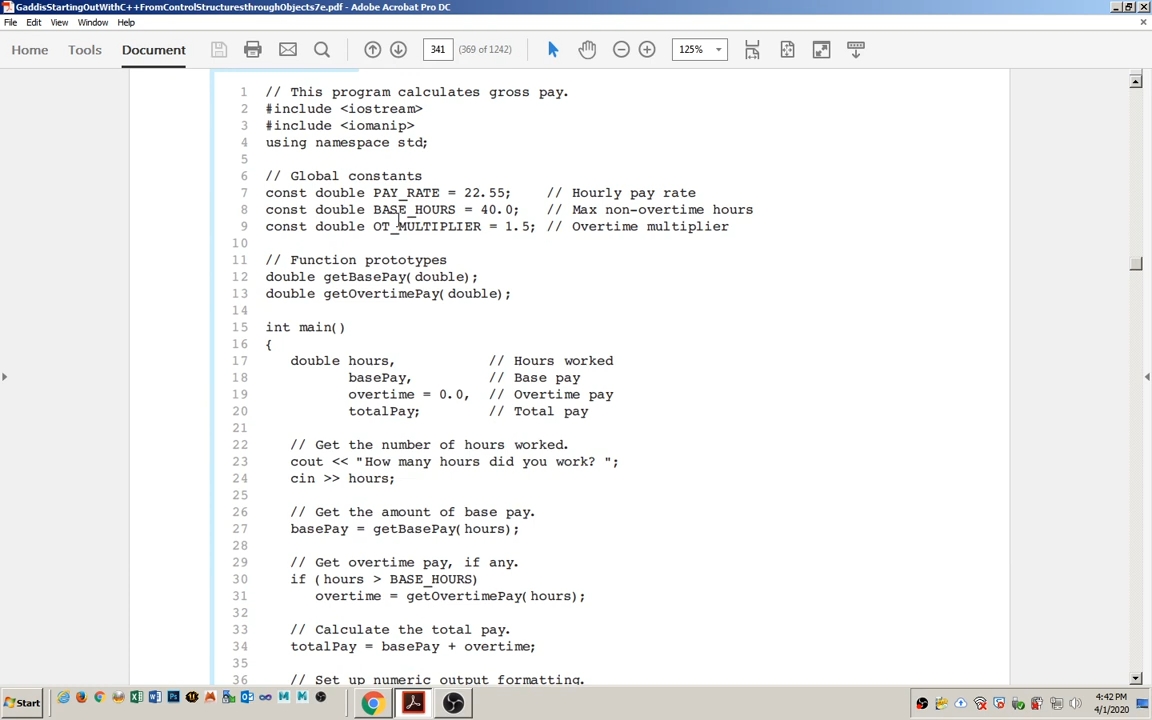 GaddisStartingOutWithC++FromControlStructuresthroughObjects7e.pdf - Adobe Acrobat Pro DC
File Edit View Window Help
Home Tools Document 341 (369 of 1242) 125%
1 // This program calculates gross pay.
2 #include <iostream>
3 #include <iomanip>
4 using namespace std;
5
6 // Global constants
7 const double PAY_RATE = 22.55; // Hourly pay rate
8 const double BASE_HOURS = 40.0; // Max non-overtime hours
9 const double OT_MULTIPLIER = 1.5; // Overtime multiplier
10
11 // Function prototypes
12 double getBasePay(double);
13 double getOvertimePay(double);
14
15 int main()
16 {
17 double hours, // Hours worked
18 basePay, // Base pay
19 overtime = 0.0, // Overtime pay
20 totalPay; // Total pay
21
22 // Get the number of hours worked.
23 cout << "How many hours did you work? ";
24 cin >> hours;
25
26 // Get the amount of base pay.
27 basePay = getBasePay(hours);
28
29 // Get overtime pay, if any.
30 if (hours > BASE_HOURS)
31 overtime = getOvertimePay(hours);
32
33 // Calculate the total pay.
34 totalPay = basePay + overtime;
35
36 // Set up numeric output formatting.
Start
4:42 PM
4/1/2020